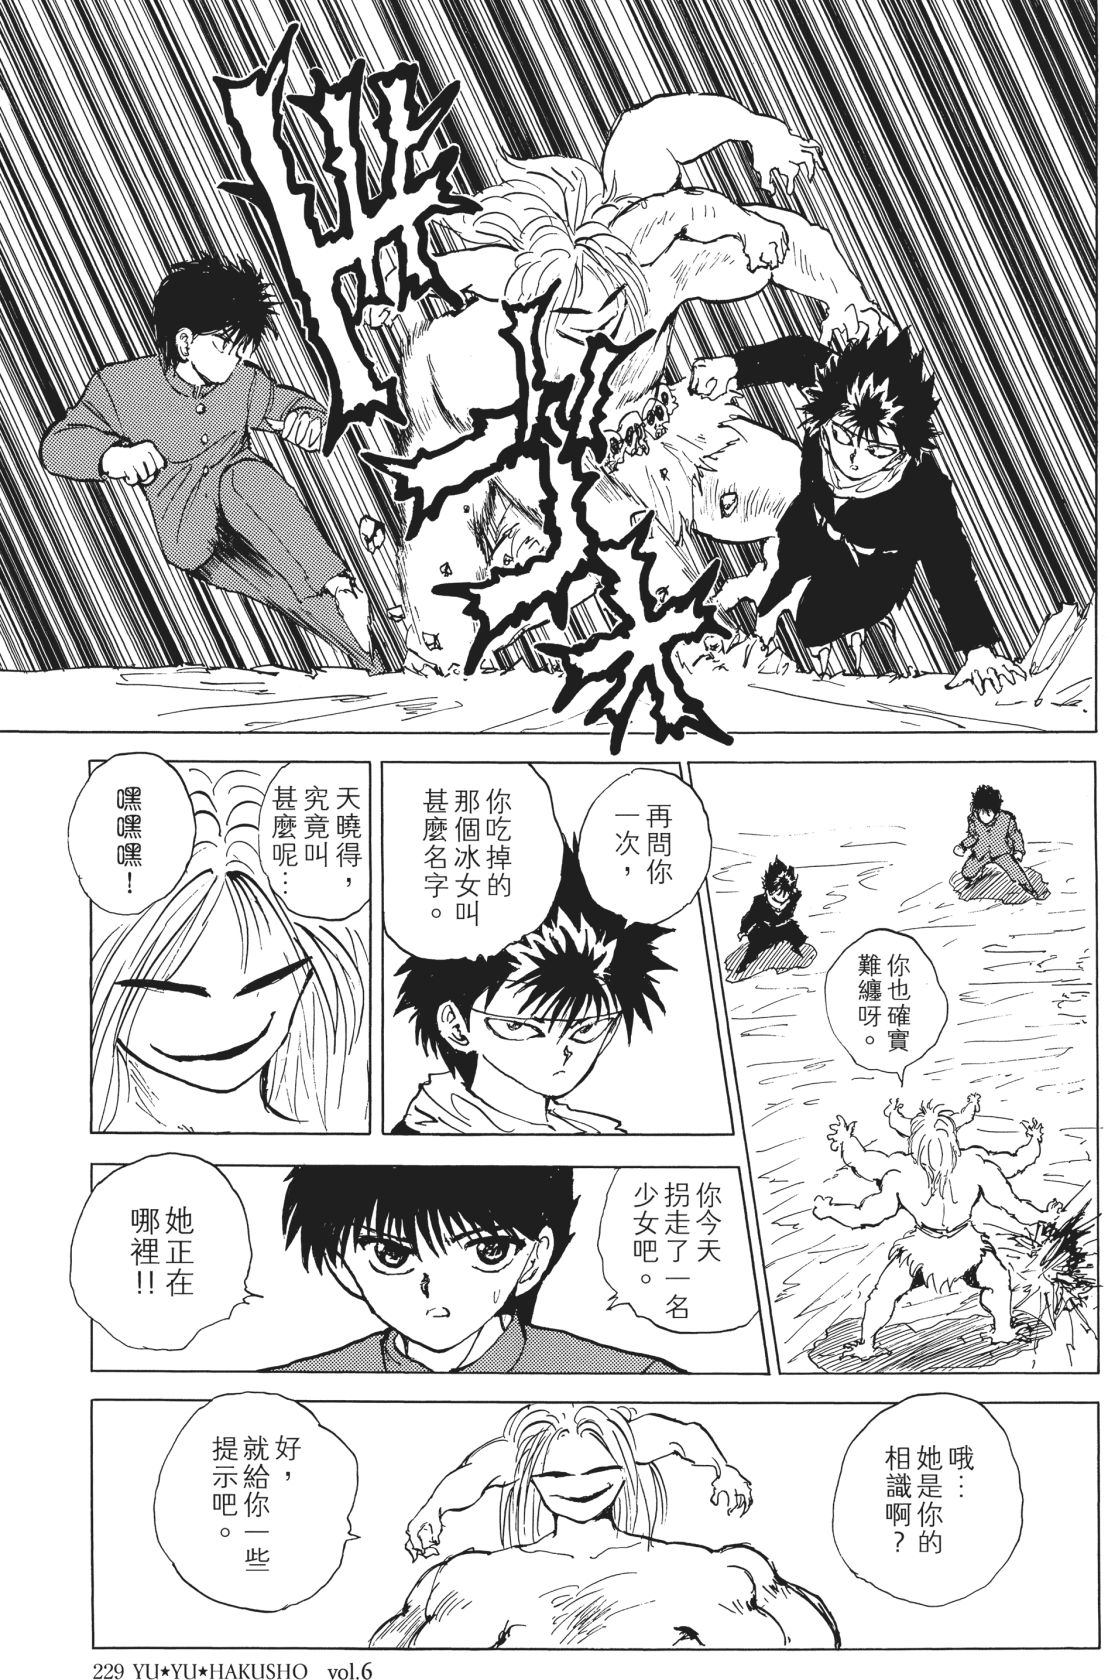 你也確實
難纏呀。
再問你
一次，
你吃掉的
那個冰女叫
甚麼名字。
天曉得，
究竟叫
甚麼呢…
嘿嘿嘿！
你今天
拐走了一名
少女吧。
她正在
哪裡!!
哦…
她是你的
相識啊？
好，
就給你一些
提示吧。
229 YU★YU★HAKUSHO vol.6